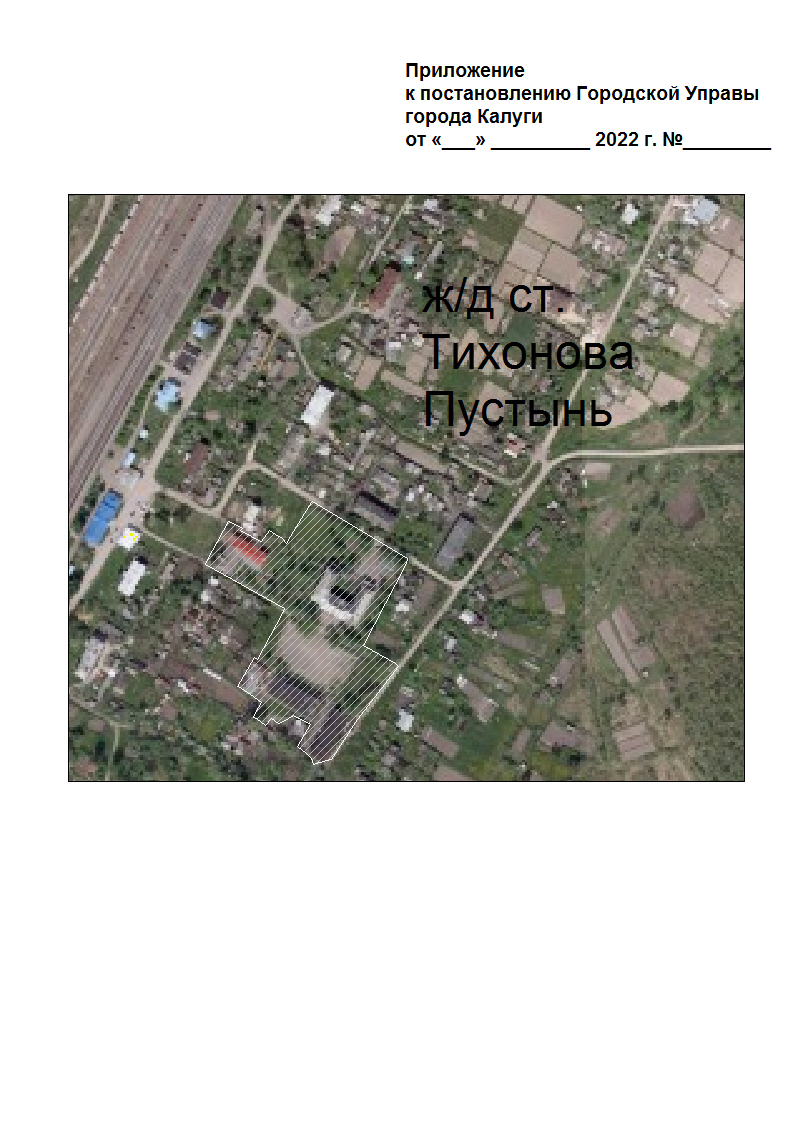 Приложение
к постановлению Городской Управы
города Калуги
от «___» _________ 2022 г. №________
ж/д ст.
Тихонова
Пустынь